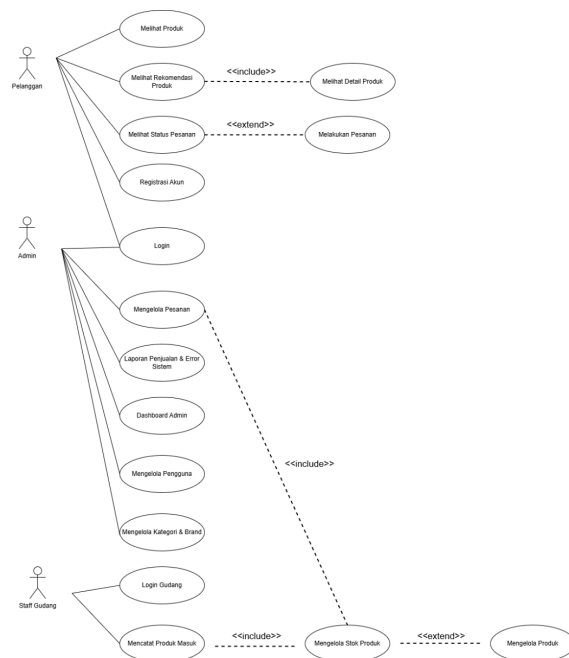 Melihat Produk
<<include>>
Pelanggan
Melihat Rekomendasi
Produk
Melihat Detail Produk
<<extend>>
Melihat Status Pesanan
Melakukan Pesanan
Registrasi Akun
Admin
Login
Mengelola Pesanan
Laporan Penjualan & Error
Sistem
Dashboard Admin
<<include>>
Mengelola Pengguna
Mengelola Kategori & Brand
Staff Gudang
Login Gudang
<<include>>
<<extend>>
Mencatat Produk Masuk
Mengelola Stok Produk
Mengelola Produk